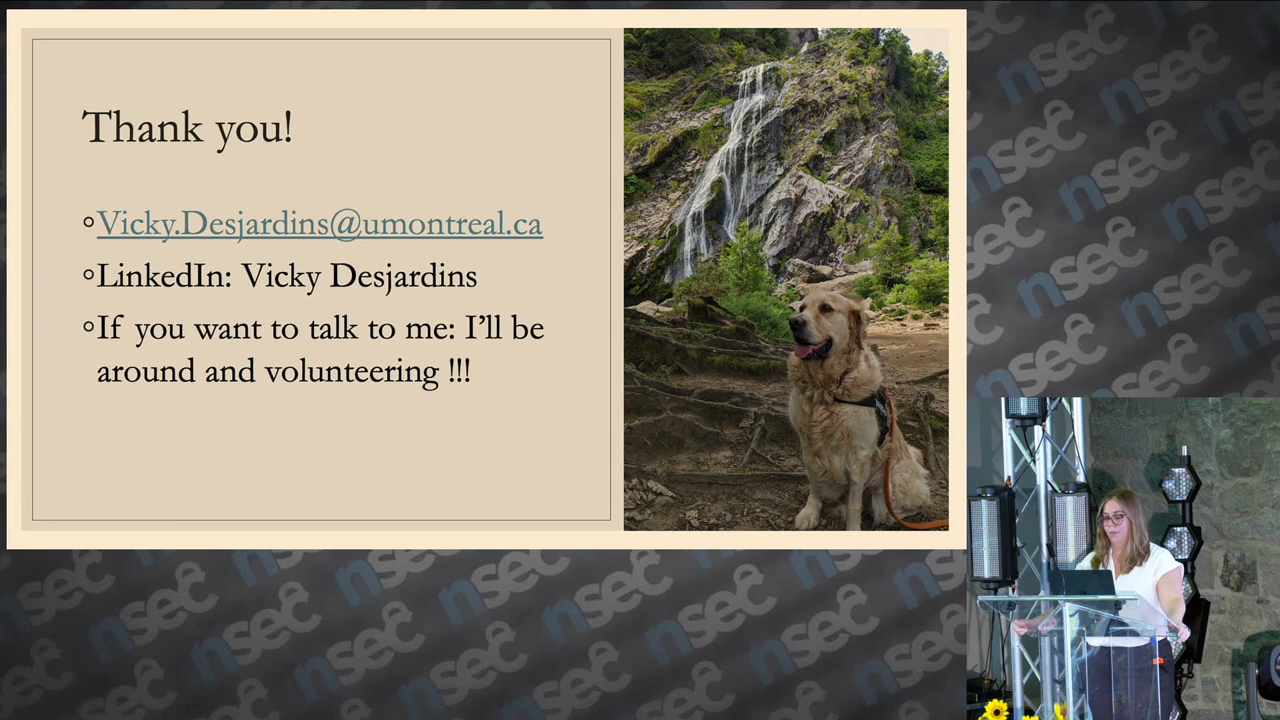 Thank you!
Vicky.Desjardins@umontreal.ca
LinkedIn: Vicky Desjardins
If you want to talk to me: I'll be
around and volunteering !!!
nsec